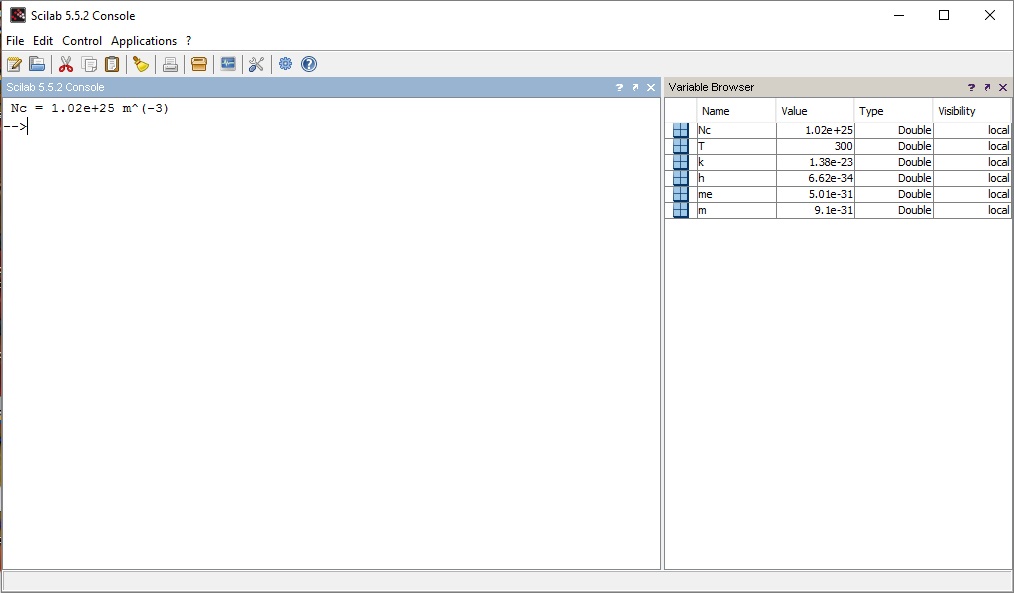 Scilab 5.5.2 Console
File Edit Control Applications ?
Scilab 5.5.2 Console ?
Nc = 1.02e+25 m^(-3)
-->
Variable Browser ?
Name Value Type Visibility
Nc 1.02e+25 Double local
T 300 Double local
k 1.38e-23 Double local
h 6.62e-34 Double local
me 5.01e-31 Double local
m 9.1e-31 Double local